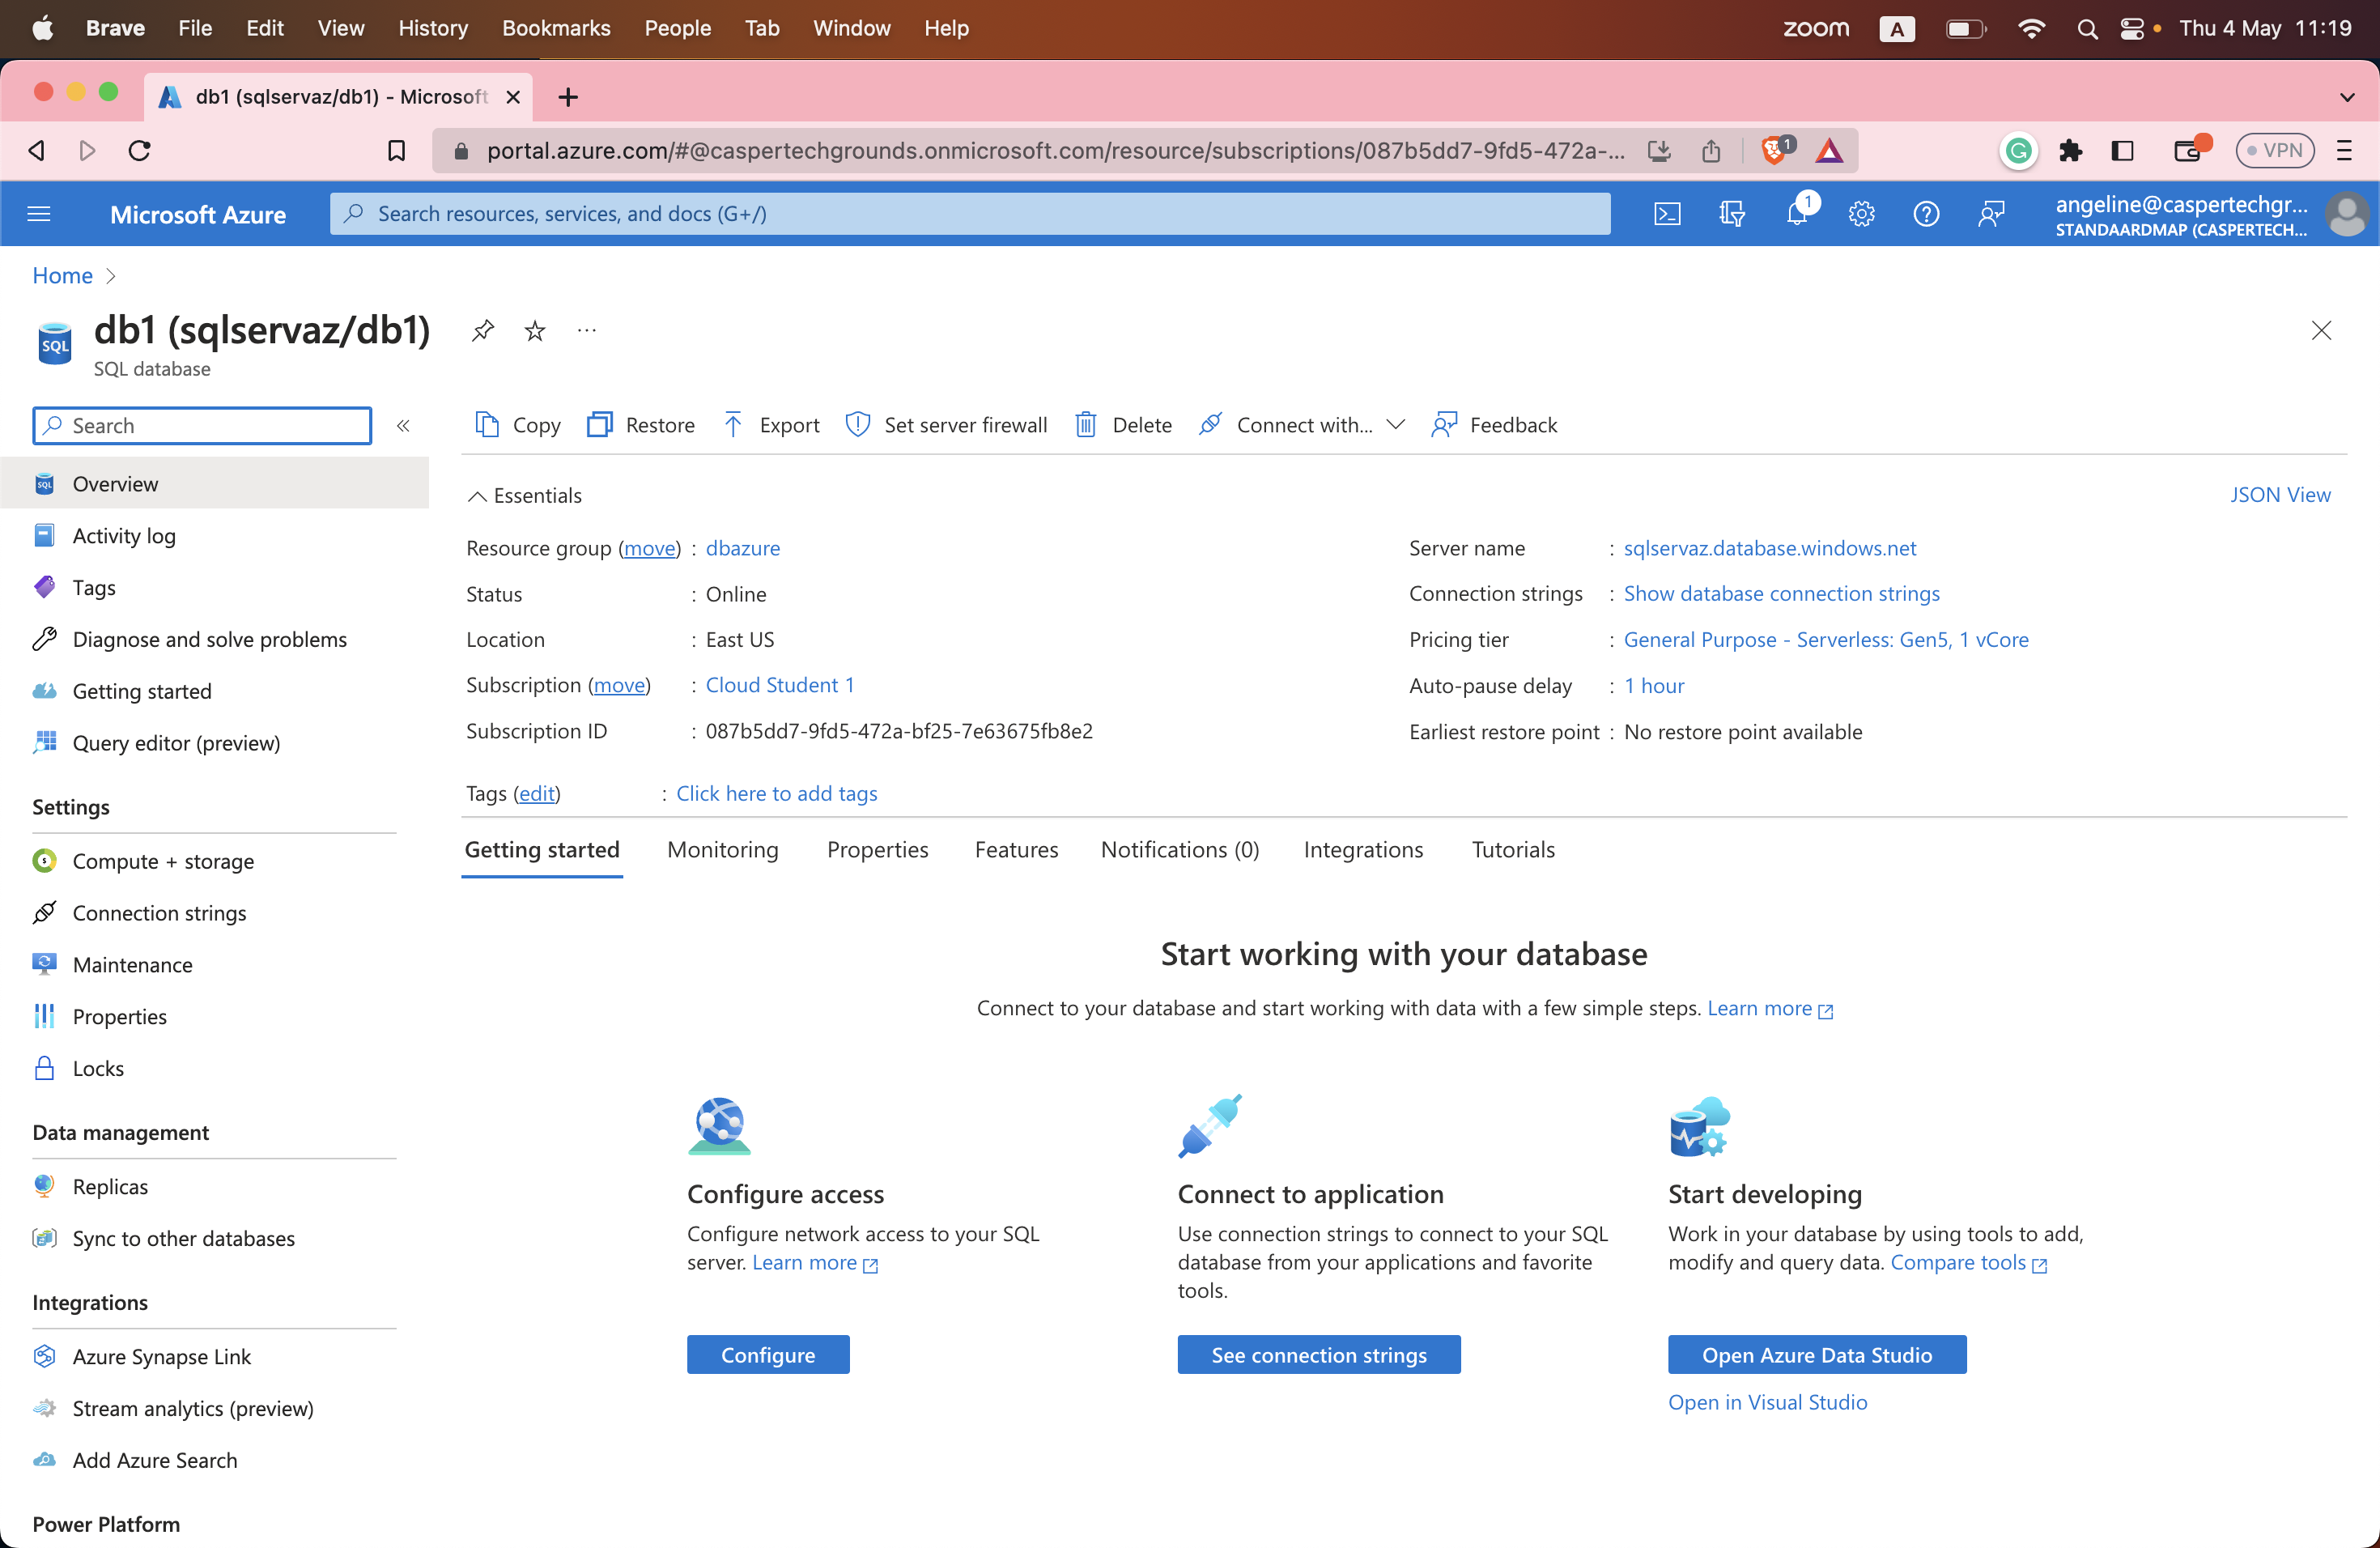 Brave File Edit View History Bookmarks People Tab Window Help zoom A Thu 4 May 11:19
db1 (sqlservaz/db1) - Microsoft
portal.azure.com/#@caspertechgrounds.onmicrosoft.com/resource/subscriptions/087b5dd7-9fd5-472a-... 1 G VPN
Microsoft Azure Search resources, services, and docs (G+/) 1 angeline@caspertechgr...
STANDAARDMAP (CASPERTECH...
Home
db1 (sqlservaz/db1) ...
SQL
SQL database
Search « Copy Restore Export Set server firewall Delete Connect with... Feedback
Overview
Activity log
Tags
Diagnose and solve problems
Getting started
Query editor (preview)
Settings
Compute + storage
Connection strings
Maintenance
Properties
Locks
Data management
Replicas
Sync to other databases
Integrations
Azure Synapse Link
Stream analytics (preview)
Add Azure Search
Power Platform
Essentials JSON View
Resource group (move) : dbazure
Status : Online
Location : East US
Subscription (move) : Cloud Student 1
Subscription ID : 087b5dd7-9fd5-472a-bf25-7e63675fb8e2
Server name : sqlservaz.database.windows.net
Connection strings : Show database connection strings
Pricing tier : General Purpose - Serverless: Gen5, 1 vCore
Auto-pause delay : 1 hour
Earliest restore point : No restore point available
Tags (edit) : Click here to add tags
Getting started Monitoring Properties Features Notifications (0) Integrations Tutorials
Start working with your database
Connect to your database and start working with data with a few simple steps. Learn more
Configure access
Configure network access to your SQL
server. Learn more
Configure
Connect to application
Use connection strings to connect to your SQL
database from your applications and favorite
tools.
See connection strings
Start developing
Work in your database by using tools to add,
modify and query data. Compare tools
Open Azure Data Studio
Open in Visual Studio